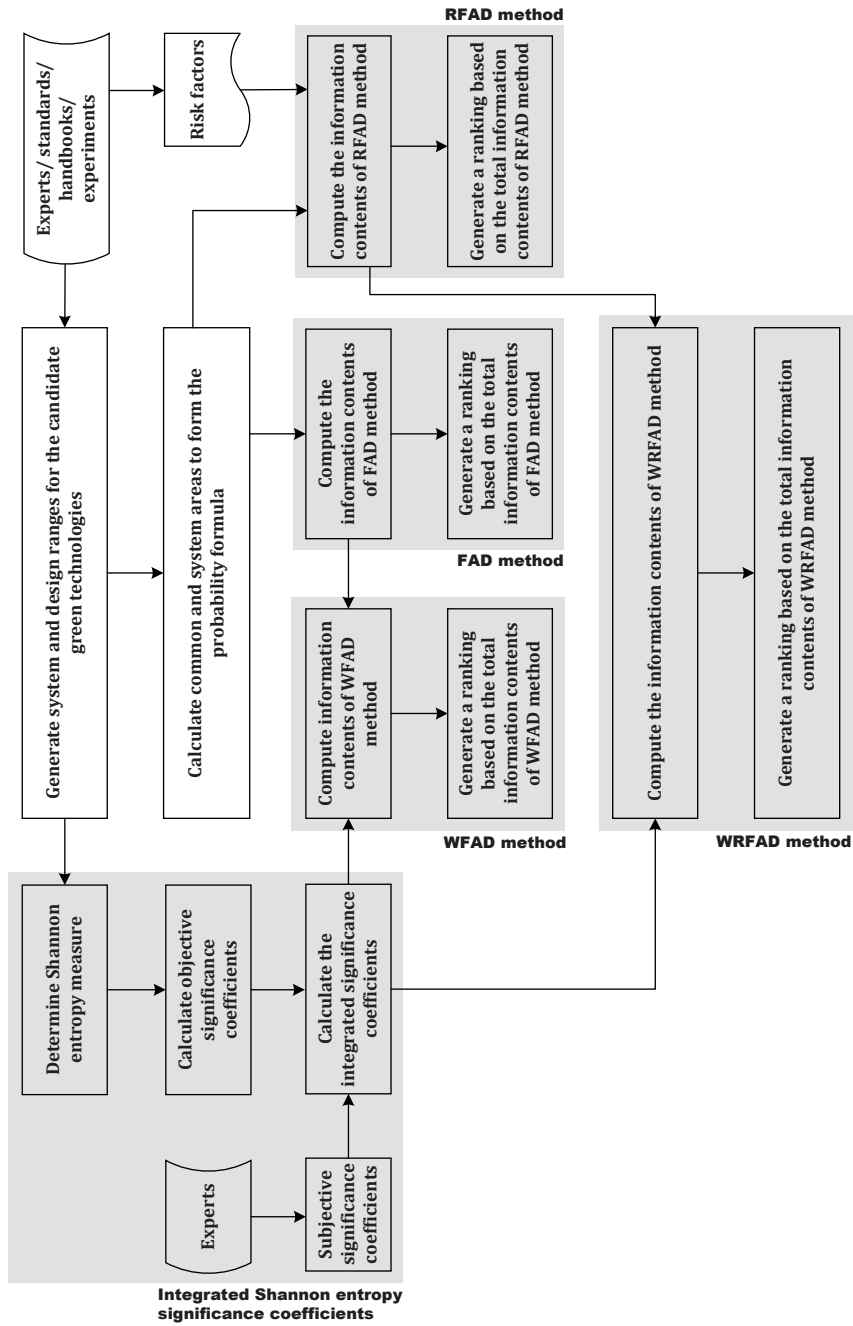 Experts/ standards/
handbooks/
experiments
Risk factors
RFAD method
Compute the information
contents of RFAD method
Generate a ranking based
on the total information
contents of RFAD method
Generate system and design ranges for the candidate
green technologies
Calculate common and system areas to form the
probability formula
Compute the
information contents
of FAD method
Generate a ranking
based on the total
information contents
of FAD method
FAD method
Compute information
contents of WFAD
method
Generate a ranking
based on the total
information contents
of WFAD method
WFAD method
Compute the information contents of WRFAD method
Generate a ranking based on the total information
contents of WRFAD method
WRFAD method
Determine Shannon
entropy measure
Calculate objective
significance
coefficients
Calculate the
integrated significance
coefficients
Experts
Subjective
significance
coefficients
Integrated Shannon entropy
significance coefficients